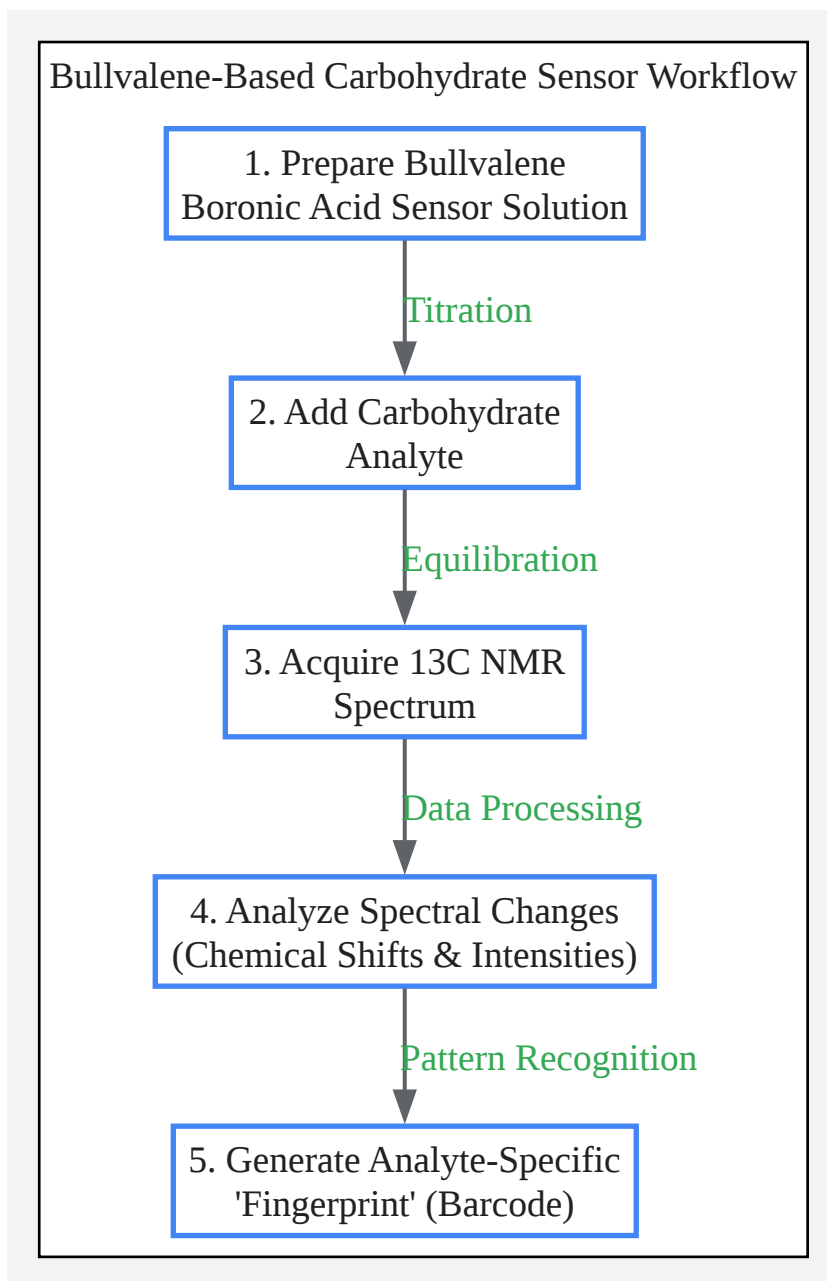 Bullvalene-Based Carbohydrate Sensor Workflow
1. Prepare Bullvalene
Boronic Acid Sensor Solution
Titration
2. Add Carbohydrate
Analyte
Equilibration
3. Acquire 13C NMR
Spectrum
Data Processing
4. Analyze Spectral Changes
(Chemical Shifts & Intensities)
Pattern Recognition
5. Generate Analyte-Specific
'Fingerprint' (Barcode)